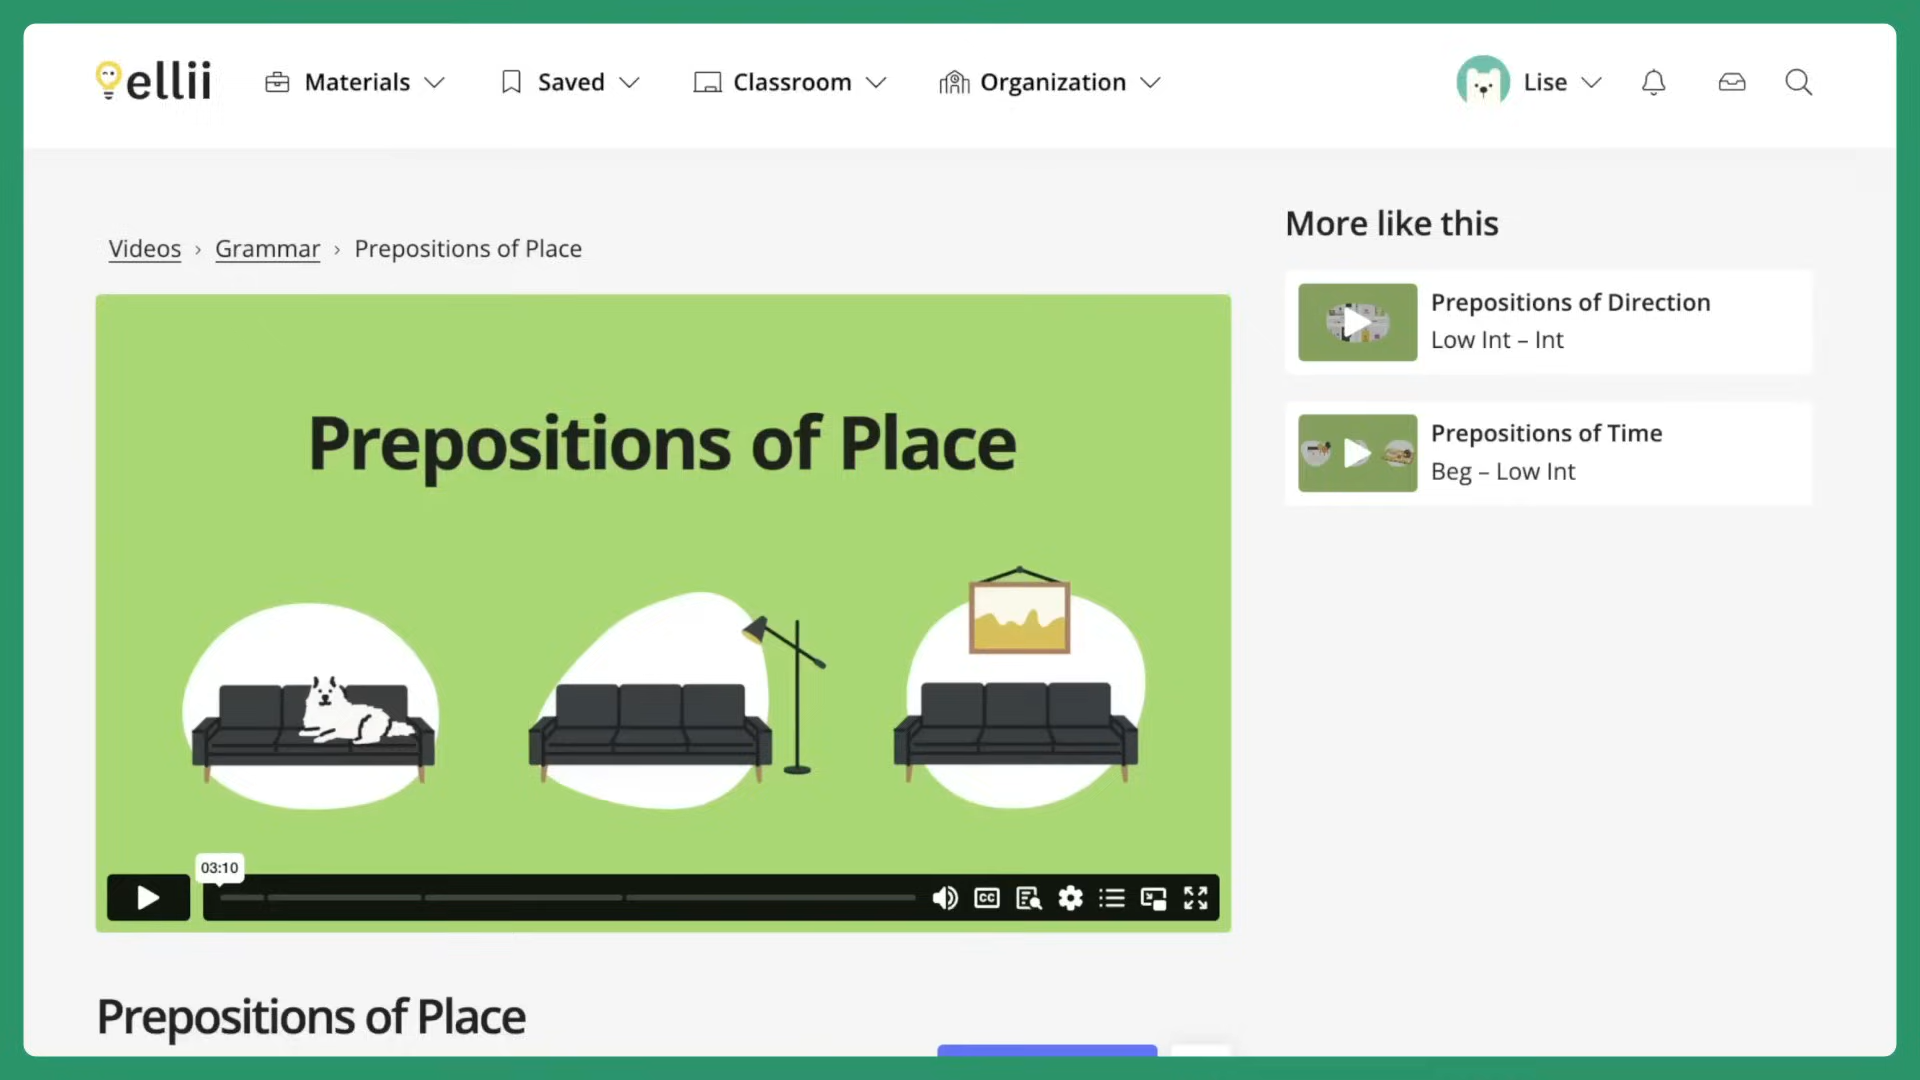 ellii
Materials
Saved
Classroom
Organization
Lise
Videos › Grammar › Prepositions of Place
Prepositions of Place
03:10
CC
Prepositions of Place
More like this
Prepositions of Direction
Low Int – Int
Prepositions of Time
Beg – Low Int